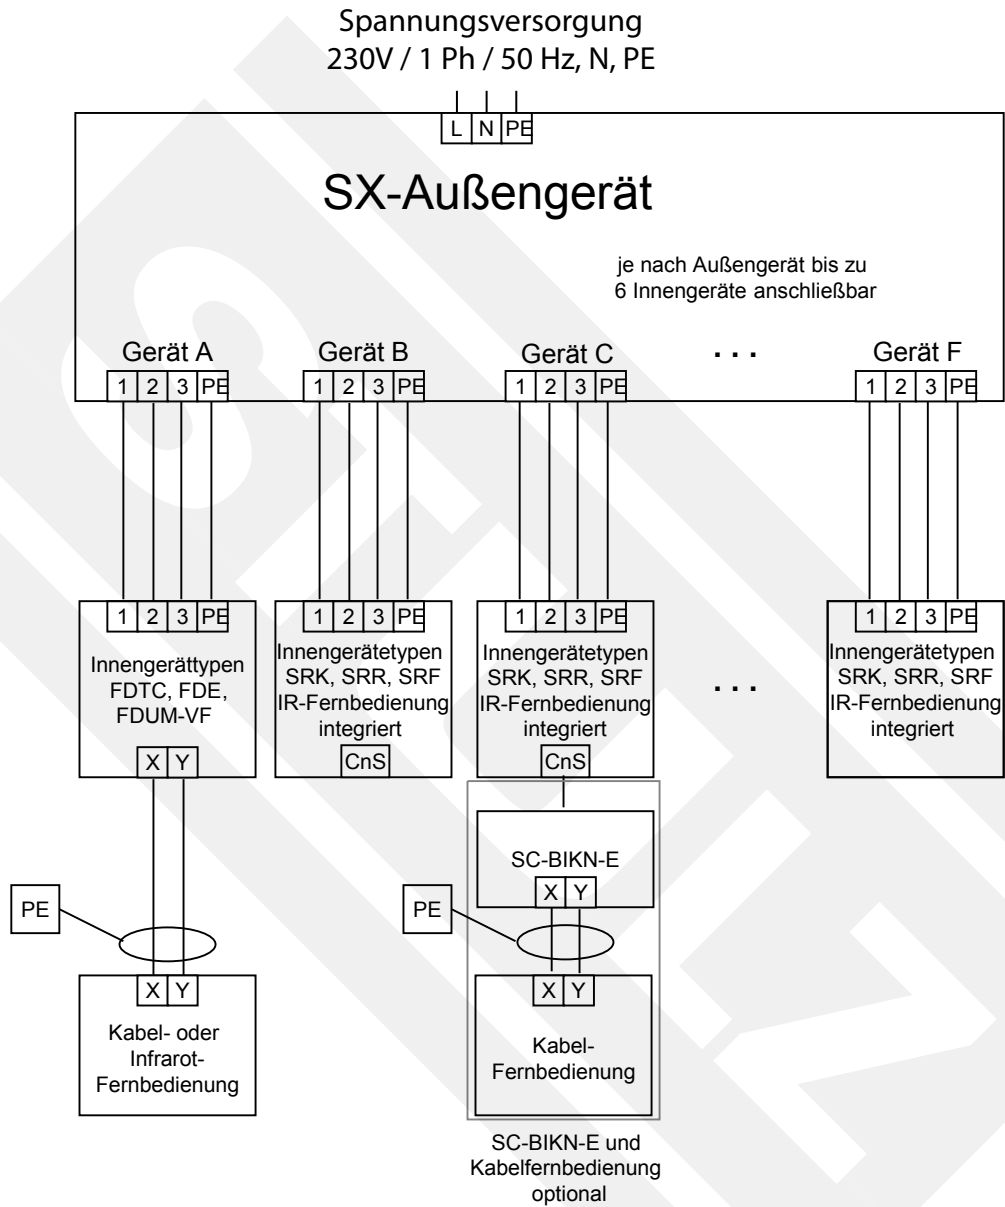 Spannungsversorgung
230V / 1 Ph / 50 Hz, N, PE
L N PE
SX-Außengerät
je nach Außengerät bis zu
6 Innengeräte anschließbar
Gerät A
Gerät B
Gerät C
. . .
Gerät F
1 2 3 PE
1 2 3 PE
1 2 3 PE
1 2 3 PE
1 2 3 PE
1 2 3 PE
1 2 3 PE
1 2 3 PE
Innengerättypen
FDTC, FDE,
FDUM-VF
X Y
Innengerätetypen
SRK, SRR, SRF
IR-Fernbedienung
integriert
CnS
Innengerätetypen
SRK, SRR, SRF
IR-Fernbedienung
integriert
CnS
. . .
Innengerätetypen
SRK, SRR, SRF
IR-Fernbedienung
integriert
SC-BIKN-E
X Y
PE
PE
X Y
Kabel- oder
Infrarot-
Fernbedienung
X Y
Kabel-
Fernbedienung
SC-BIKN-E und
Kabelfernbedienung
optional